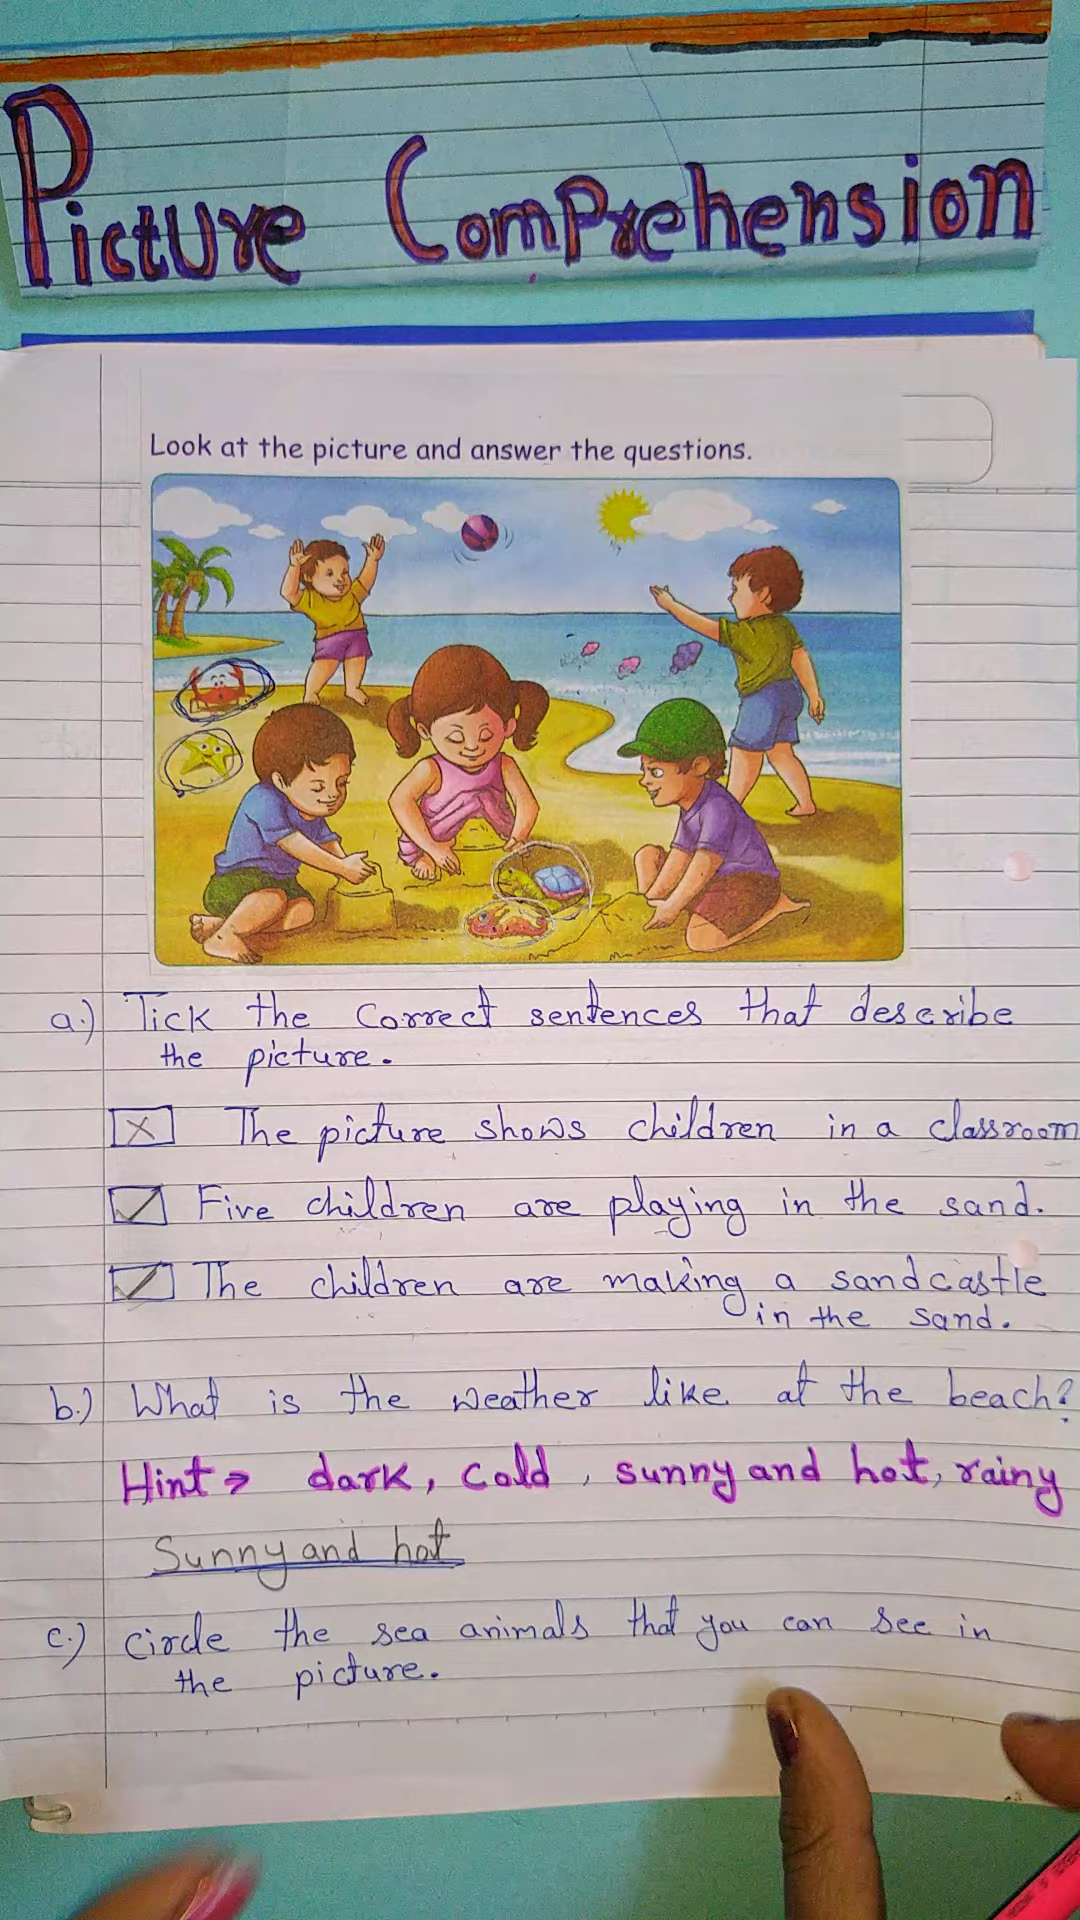 Picture Comprehension
Look at the picture and answer the questions.
a.) Tick the correct sentences that describe
the picture.
The picture shows children in a classroom
Five children are playing in the sand.
The children are making a sandcastle
in the sand.
b.) What is the weather like at the beach?
Hint → dark, cold, sunny and hot, rainy
Sunny and hot
c.) circle the sea animals that you can see in
the picture.